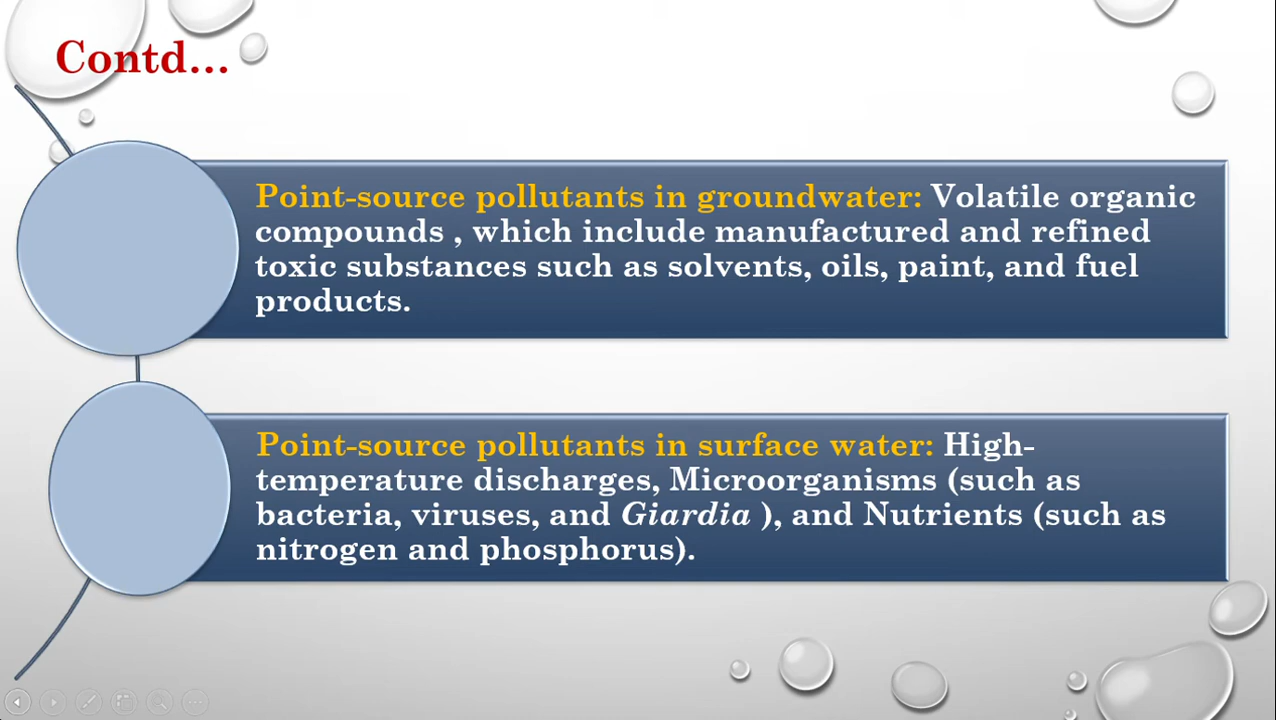 Contd...
Point-source pollutants in groundwater: Volatile organic
compounds , which include manufactured and refined
toxic substances such as solvents, oils, paint, and fuel
products.
Point-source pollutants in surface water: High-
temperature discharges, Microorganisms (such as
bacteria, viruses, and Giardia ), and Nutrients (such as
nitrogen and phosphorus).